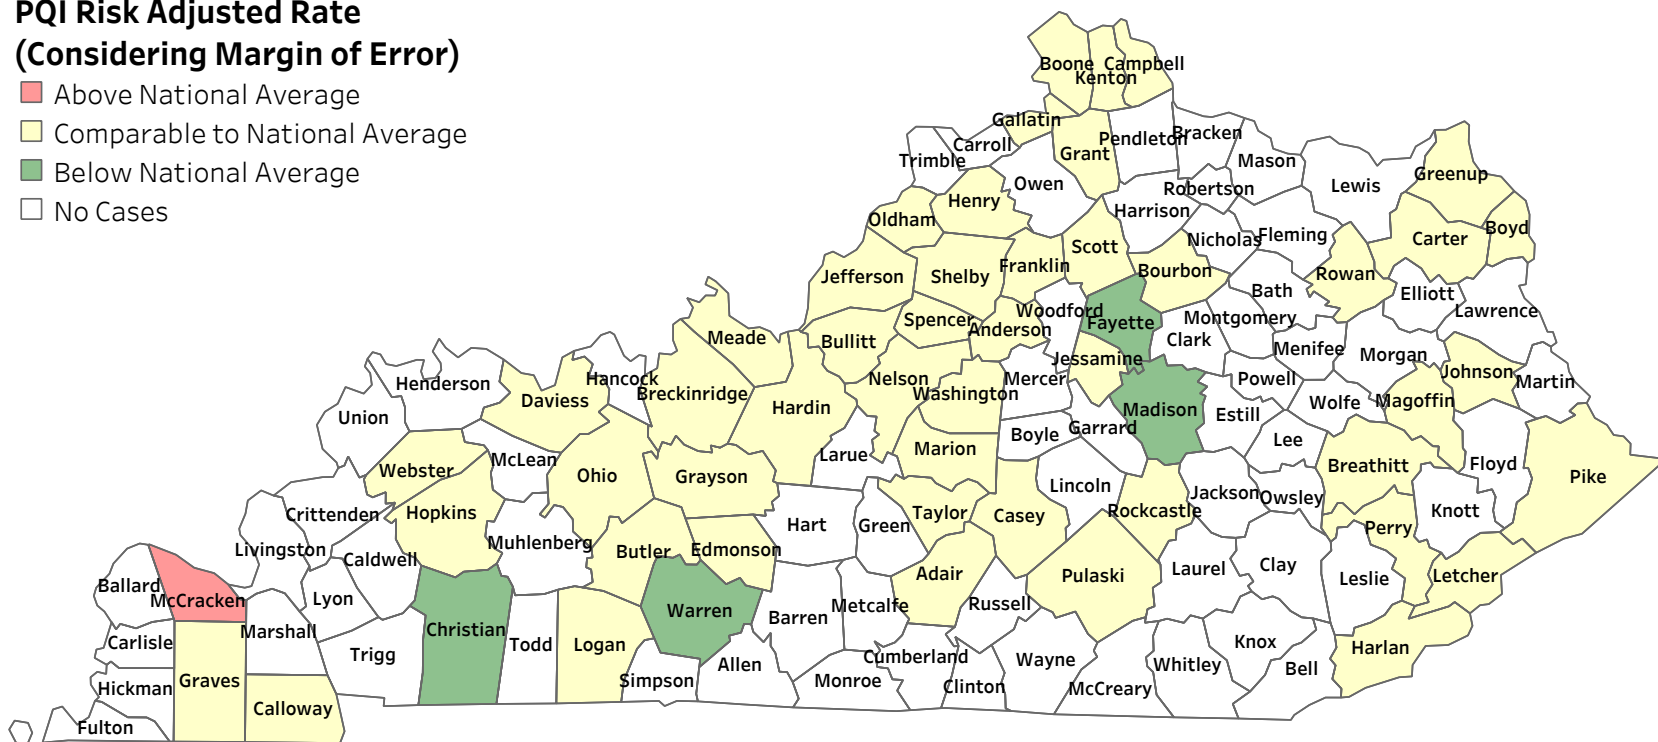 PQI Risk Adjusted Rate
(Considering Margin of Error)
Above National Average
Comparable to National Average
Below National Average
No Cases
Boone
Campbell
Kenton
Gallatin
Carroll
Trimble
Grant
Pendleton
Bracken
Mason
Owen
Robertson
Lewis
Greenup
Henry
Harrison
Oldham
Nicholas
Fleming
Carter
Boyd
Scott
Jefferson
Shelby
Franklin
Bourbon
Rowan
Bath
Elliott
Lawrence
Woodford
Fayette
Montgomery
Spencer
Anderson
Clark
Meade
Bullitt
Jessamine
Menifee
Morgan
Henderson
Hancock
Breckinridge
Nelson
Washington
Mercer
Powell
Johnson
Martin
Daviess
Hardin
Madison
Wolfe
Magoffin
Union
Estill
Boyle
Garrard
Lee
Webster
McLean
Ohio
Grayson
Larue
Marion
Breathitt
Floyd
Pike
Lincoln
Jackson
Owsley
Crittenden
Hopkins
Hart
Green
Taylor
Casey
Rockcastle
Knott
Perry
Livingston
Caldwell
Muhlenberg
Butler
Edmonson
Ballard
McCracken
Lyon
Adair
Pulaski
Laurel
Clay
Leslie
Letcher
Warren
Barren
Metcalfe
Russell
Carlisle
Marshall
Christian
Todd
Logan
Trigg
Allen
Cumberland
Wayne
Whitley
Knox
Bell
Harlan
Hickman
Graves
Simpson
Monroe
Clinton
McCreary
Fulton
Calloway